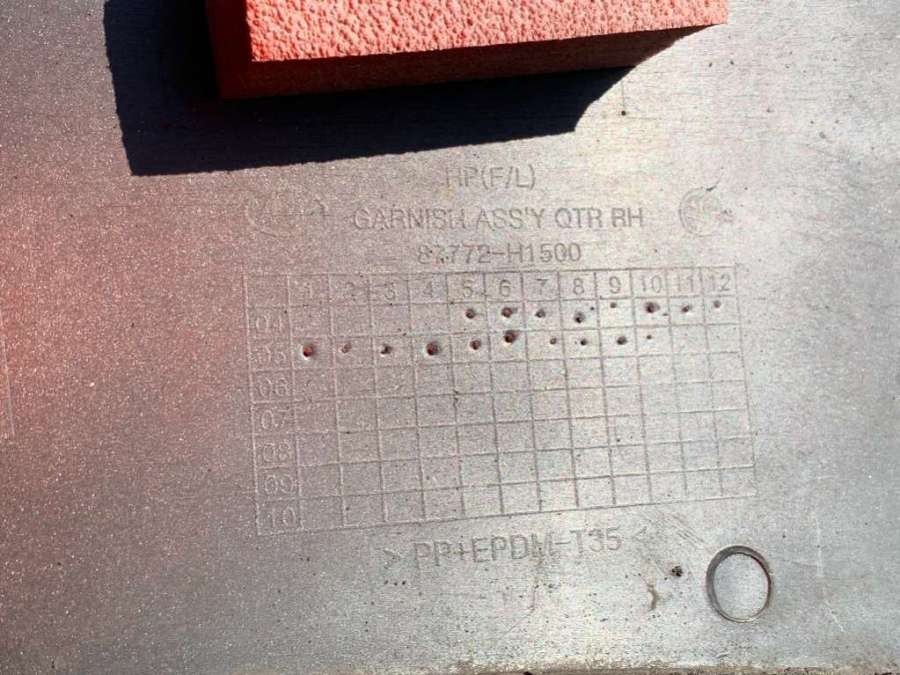 HP(F/L)
GARNISH ASS'Y QTR RH
87772-H1500
1 2 3 4 5 6 7 8 9 10 11 12
04
05
06
07
08
09
10
> PP+EPDM-T35 <